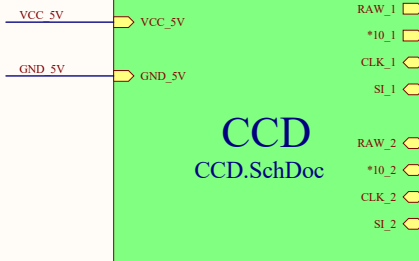 VCC_5V
VCC_5V
GND_5V
GND_5V
CCD
CCD.SchDoc
RAW_1
*10_1
CLK_1
SI_1
RAW_2
*10_2
CLK_2
SI_2